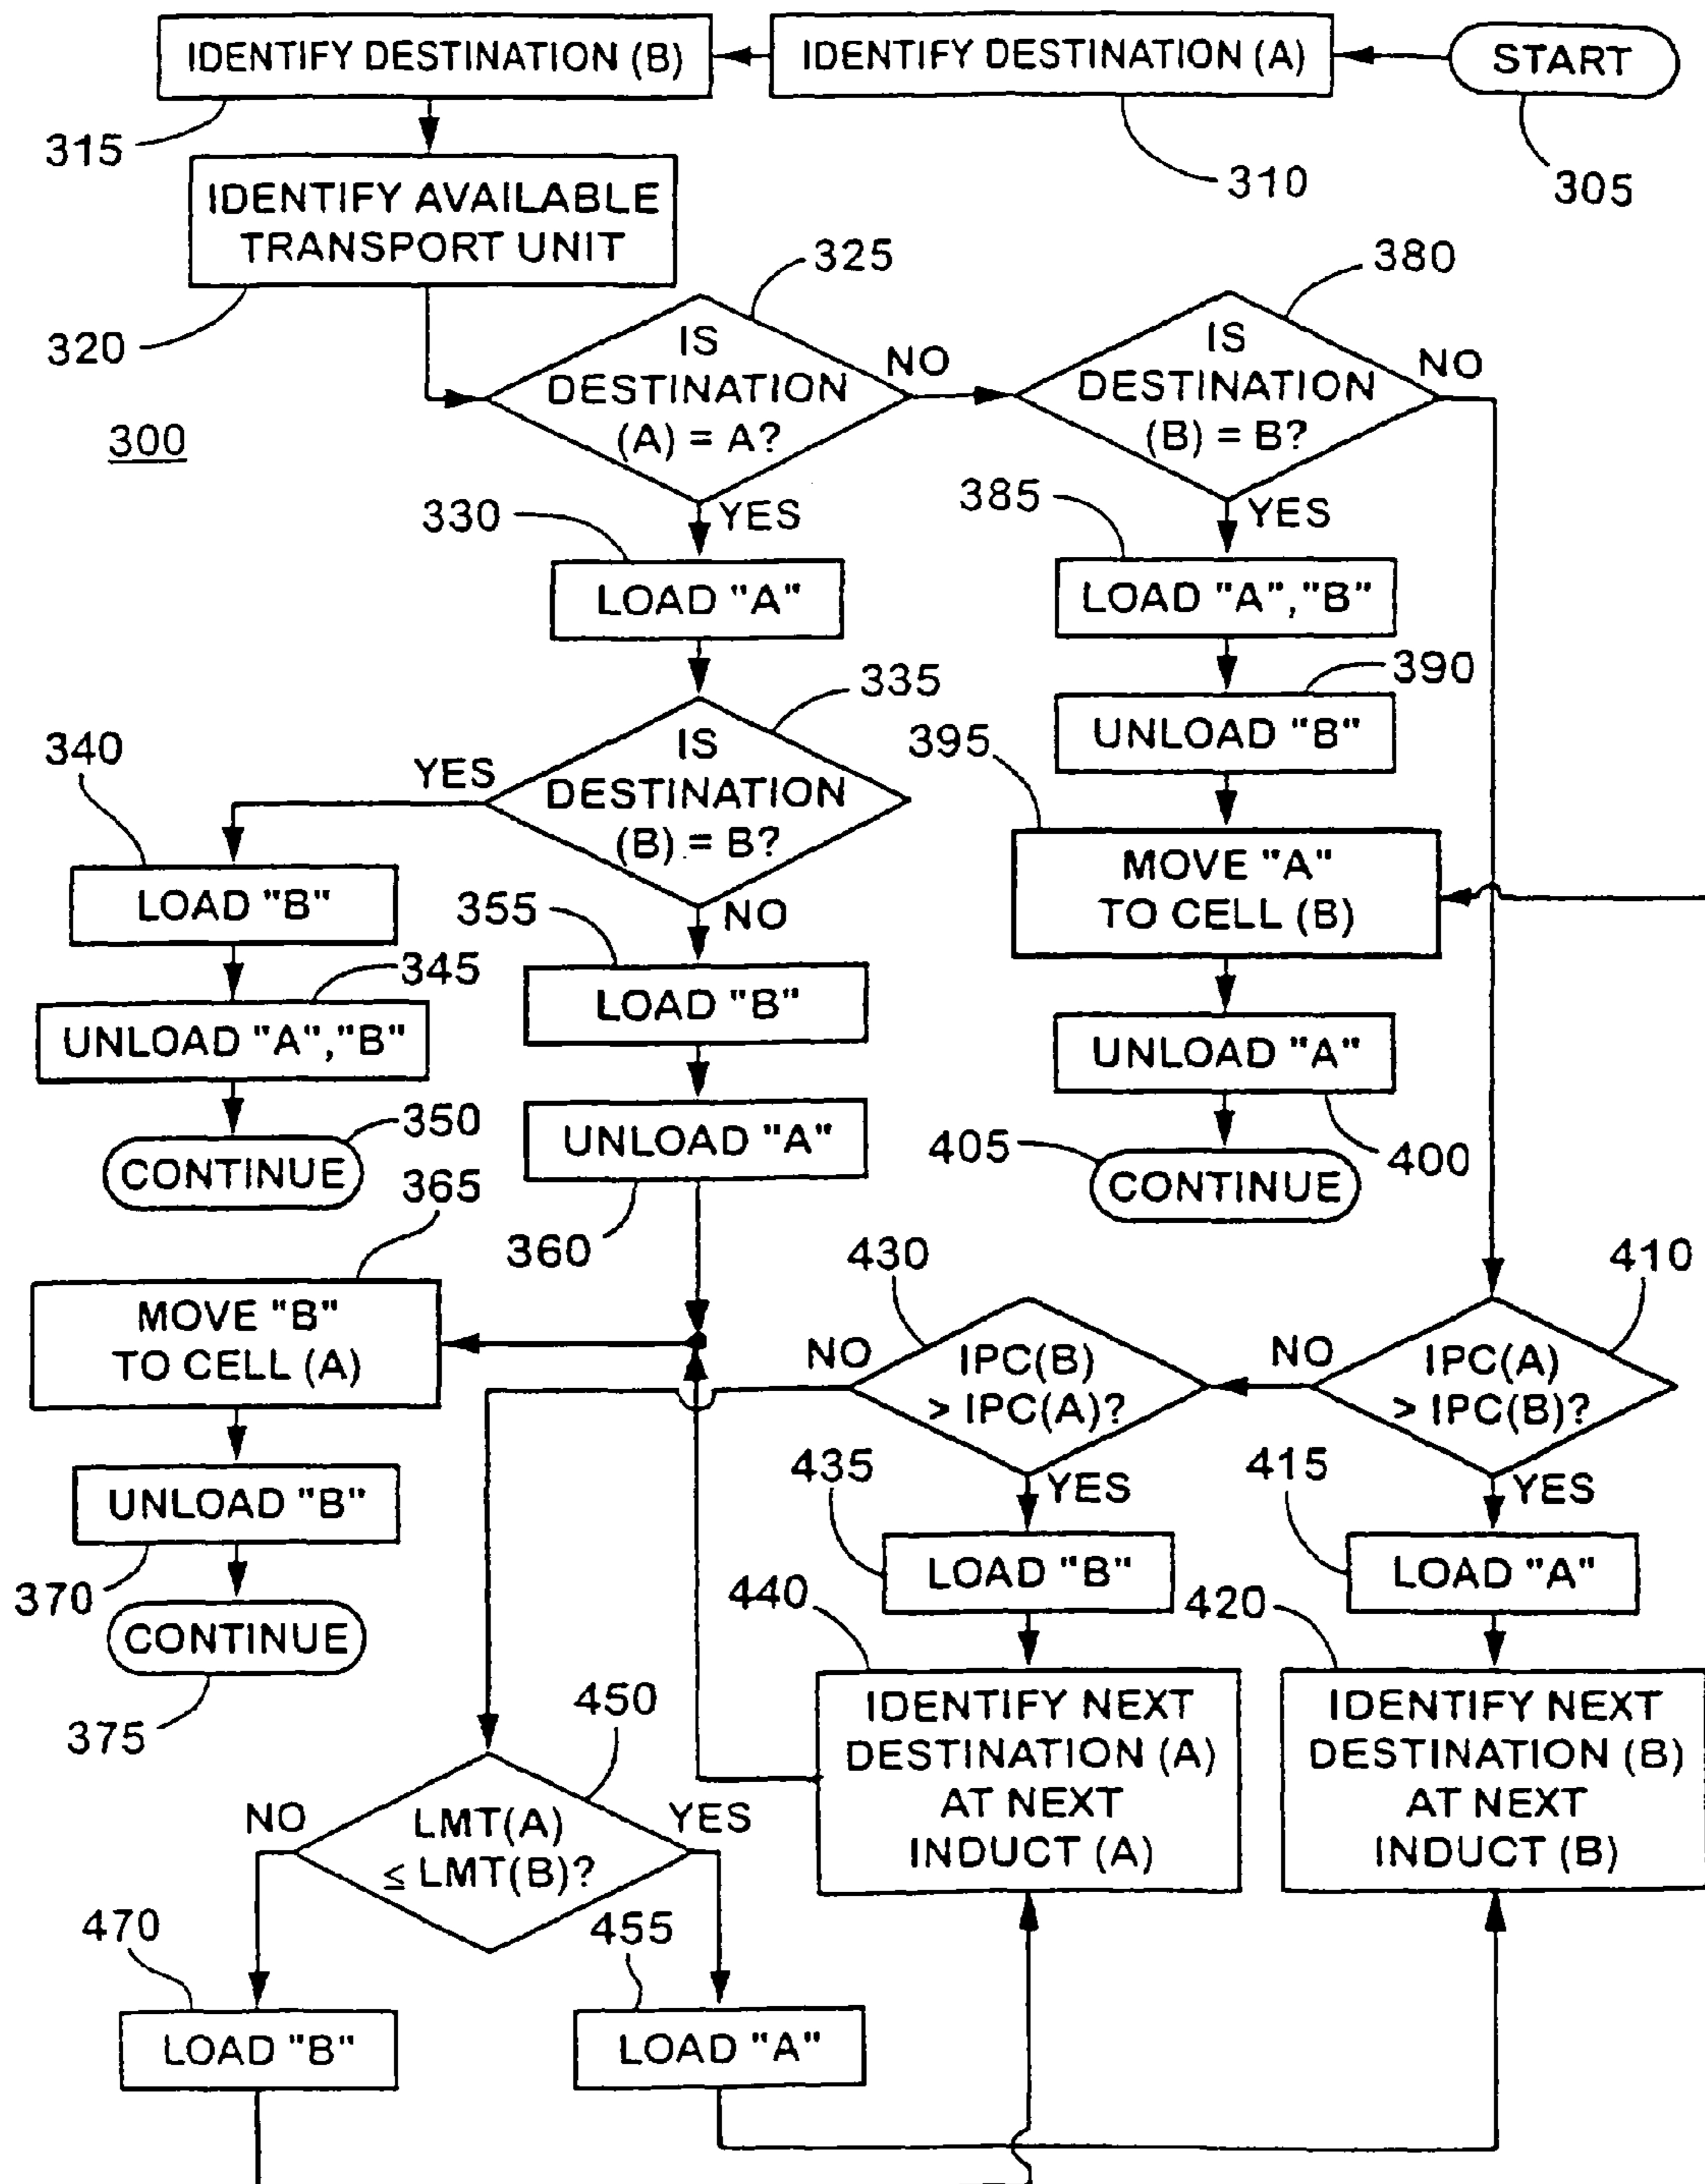 IDENTIFY DESTINATION (B)
IDENTIFY DESTINATION (A)
START
315
310
305
IDENTIFY AVAILABLE
TRANSPORT UNIT
320
325
380
IS
DESTINATION
(A) = A?
NO
IS
DESTINATION
(B) = B?
NO
300
330
YES
385
YES
LOAD "A"
LOAD "A","B"
335
390
340
YES
IS
DESTINATION
(B) = B?
395
UNLOAD "B"
LOAD "B"
355
NO
MOVE "A"
TO CELL (B)
345
UNLOAD "A","B"
LOAD "B"
UNLOAD "A"
350
CONTINUE
UNLOAD "A"
405
CONTINUE
400
365
360
430
410
MOVE "B"
TO CELL (A)
NO
IPC(B)
> IPC(A)?
NO
IPC(A)
> IPC(B)?
UNLOAD "B"
435
YES
415
YES
370
LOAD "B"
LOAD "A"
CONTINUE
440
420
375
450
IDENTIFY NEXT
DESTINATION (A)
AT NEXT
INDUCT (A)
IDENTIFY NEXT
DESTINATION (B)
AT NEXT
INDUCT (B)
NO
LMT(A)
≤ LMT(B)?
YES
470
455
LOAD "B"
LOAD "A"